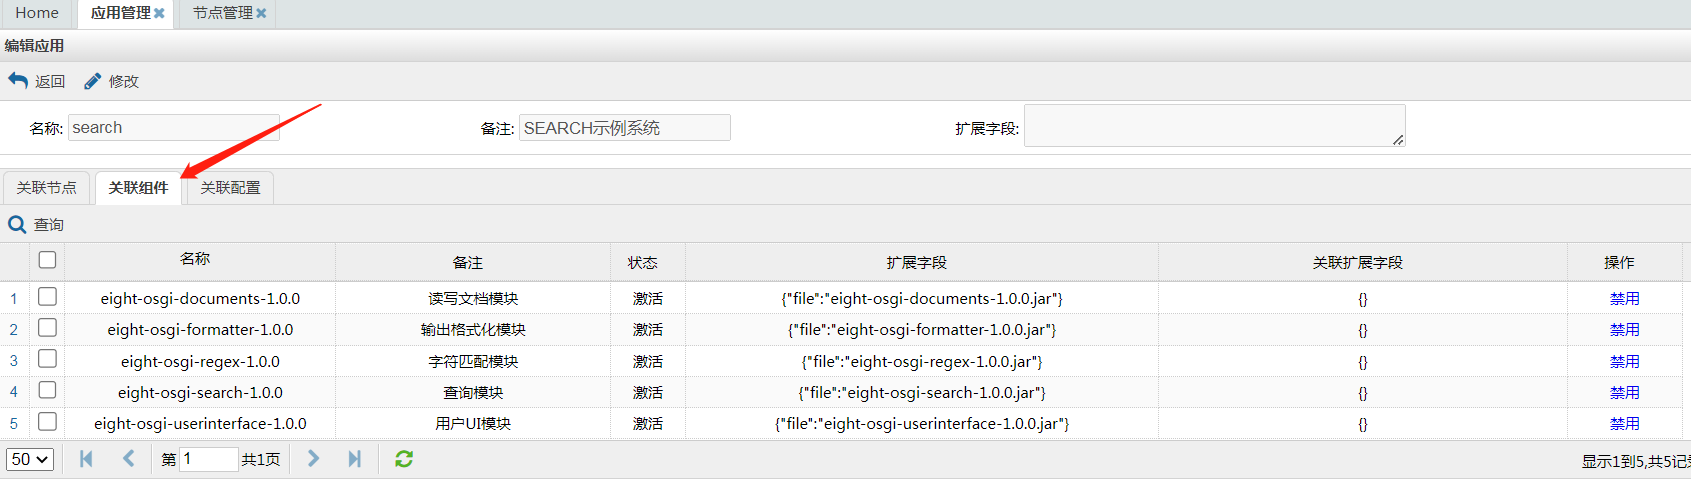 Home 应用管理 节点管理
编辑应用
返回 修改
名称: search 备注: SEARCH示例系统 扩展字段:
关联节点 关联组件 关联配置
查询
名称 备注 状态 扩展字段 关联扩展字段 操作
1 eight-osgi-documents-1.0.0 读写文档模块 激活 {"file":"eight-osgi-documents-1.0.0.jar"} {} 禁用
2 eight-osgi-formatter-1.0.0 输出格式化模块 激活 {"file":"eight-osgi-formatter-1.0.0.jar"} {} 禁用
3 eight-osgi-regex-1.0.0 字符匹配模块 激活 {"file":"eight-osgi-regex-1.0.0.jar"} {} 禁用
4 eight-osgi-search-1.0.0 查询模块 激活 {"file":"eight-osgi-search-1.0.0.jar"} {} 禁用
5 eight-osgi-userinterface-1.0.0 用户UI模块 激活 {"file":"eight-osgi-userinterface-1.0.0.jar"} {} 禁用
50 第 1 共1页 显示1到5,共5记录